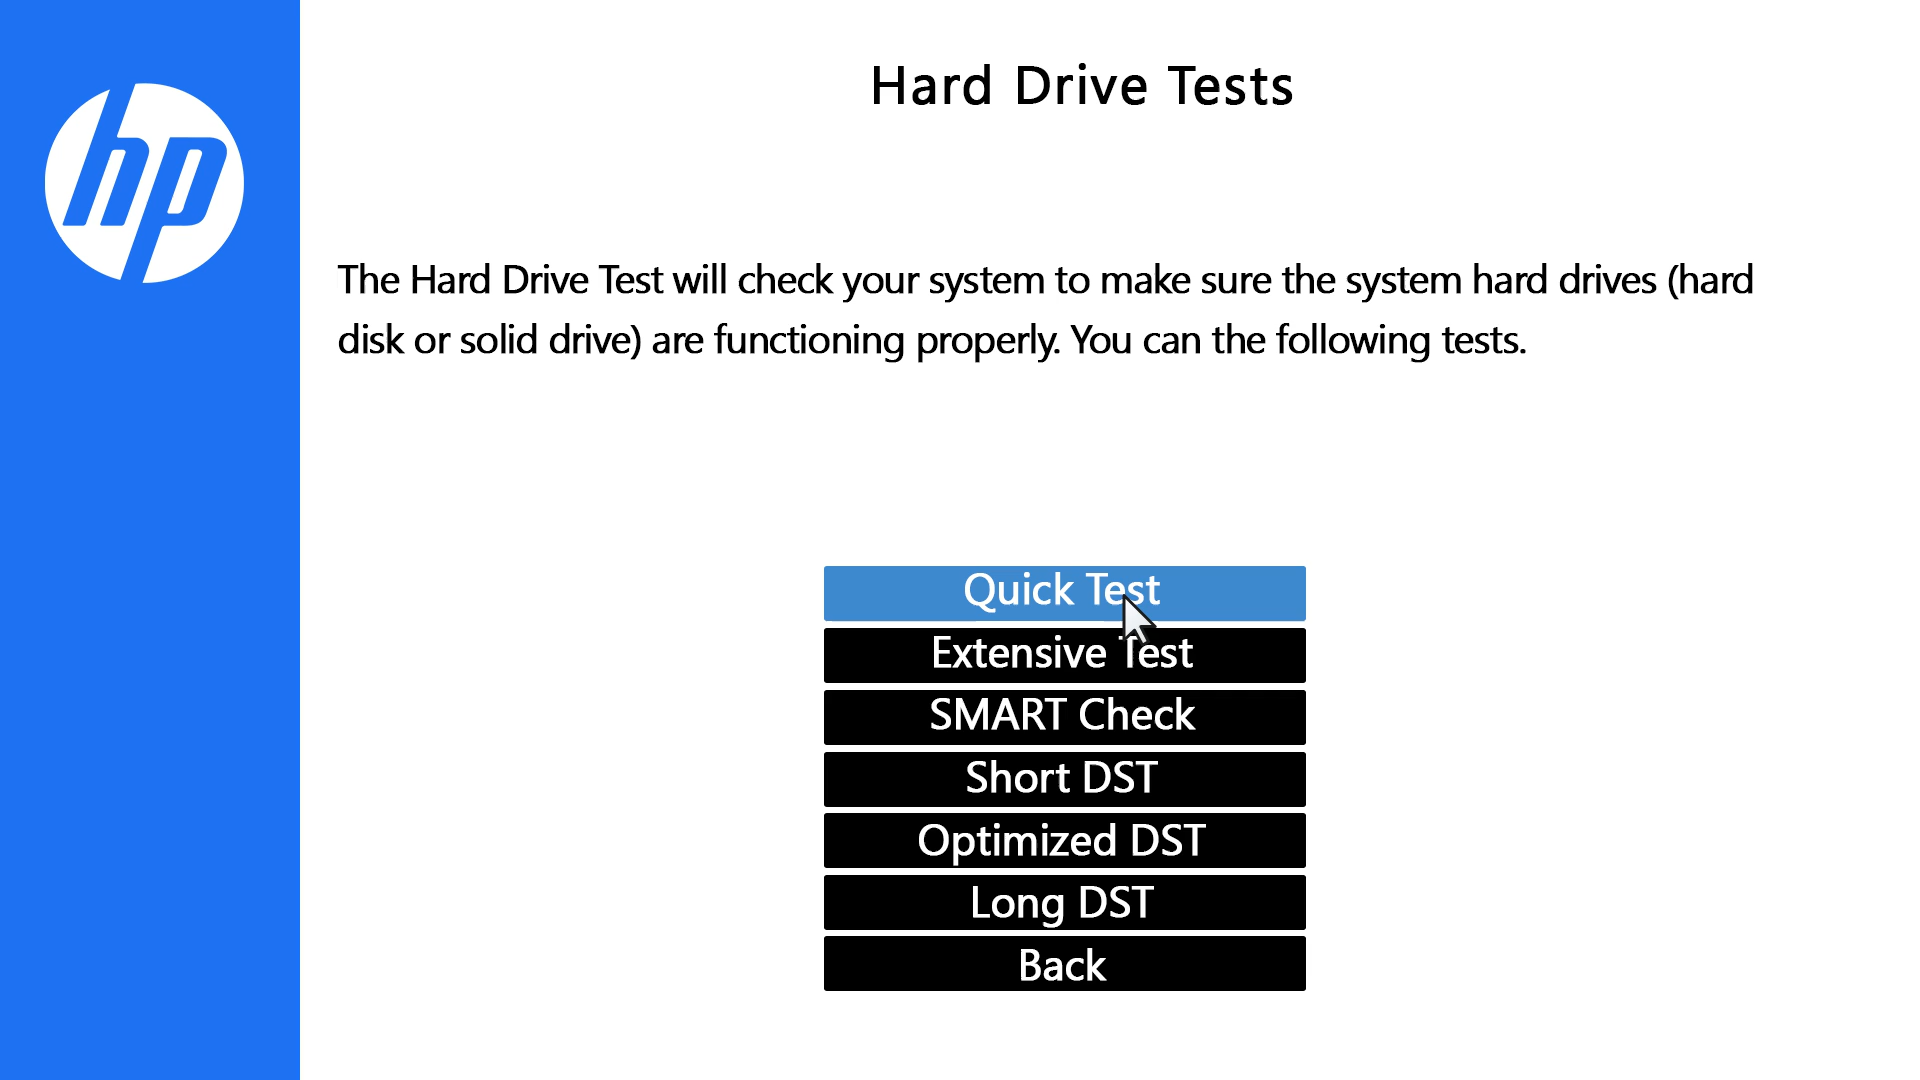 hp
Hard Drive Tests
The Hard Drive Test will check your system to make sure the system hard drives (hard
disk or solid drive) are functioning properly. You can the following tests.
Quick Test
Extensive Test
SMART Check
Short DST
Optimized DST
Long DST
Back